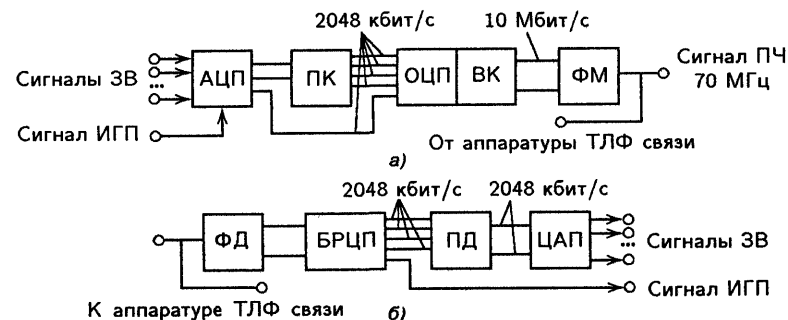 2048 кбит/с
10 Мбит/с
Сигналы ЗВ
...
АЦП
ПК
ОЦП
ВК
ФМ
Сигнал ПЧ
70 МГц
Сигнал ИГП
От аппаратуры ТЛФ связи
а)
2048 кбит/с
2048 кбит/с
ФД
БРЦП
ПД
ЦАП
...
Сигналы ЗВ
Сигнал ИГП
К аппаратуре ТЛФ связи
б)